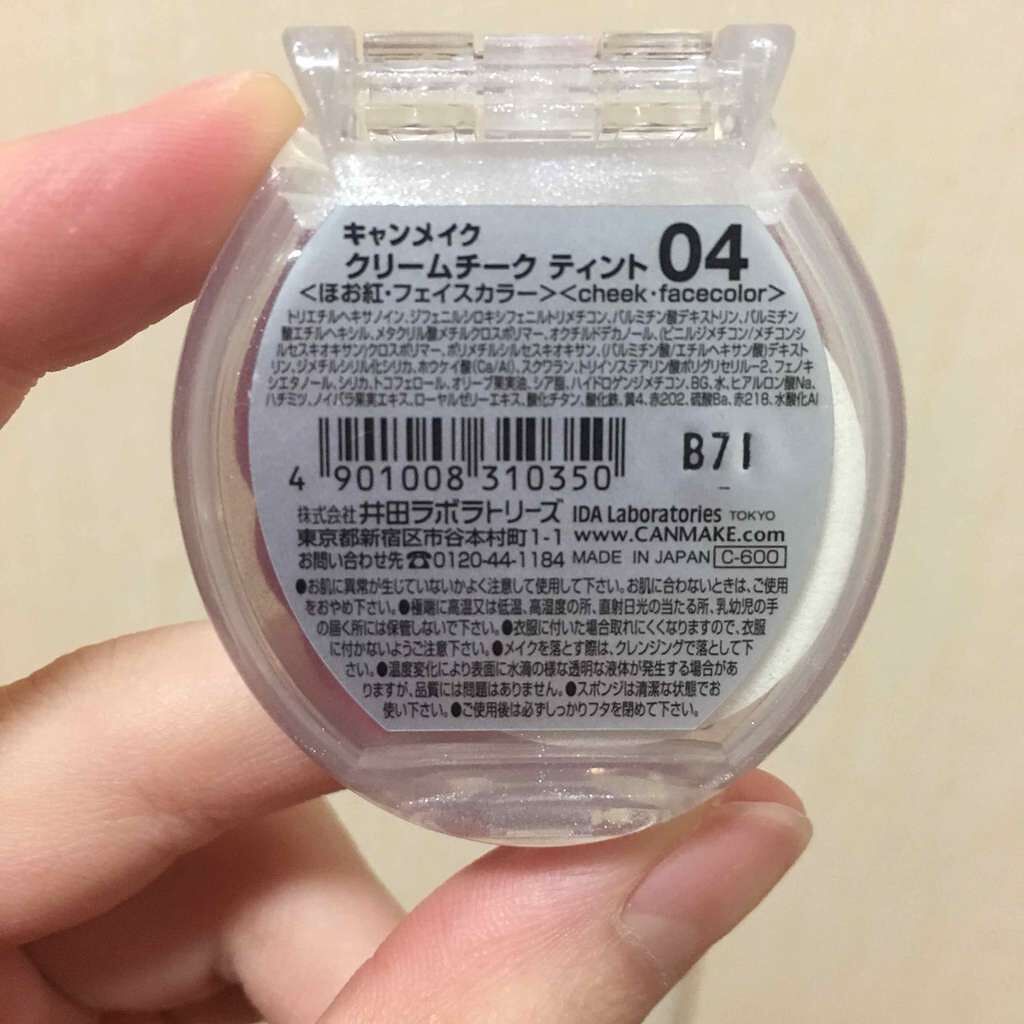 キャンメイク
クリームチーク ティント 04
<ほお紅・フェイスカラー><cheek・facecolor>
トリエチルヘキサノイン、ジフェニルシロキシフェニルトリメチコン、パルミチン酸デキストリン、パルミチン
酸エチルヘキシル、メタクリル酸メチルクロスポリマー、オクチルドデカノール、(ビニルジメチコン/メチコンシ
ルセスキオキサン)クロスポリマー、ポリメチルシルセスキオキサン、(パルミチン酸/エチルヘキサン酸)デキスト
リン、ジメチルシリル化シリカ、ホウケイ酸(Ca/Al)、スクワラン、トリイソステアリン酸ポリグリセリル-2、フェノキ
シエタノール、シリカ、トコフェロール、オリーブ果実油、シア脂、ハイドロゲンジメチコン、BG、水、ヒアルロン酸Na、
ハチミツ、ノイバラ果実エキス、ローヤルゼリーエキス、酸化チタン、酸化鉄、黄4、赤202、硫酸Ba、赤218、水酸化Al
4 901008 310350
B71
株式会社 井田ラボラトリーズ IDA Laboratories TOKYO
東京都新宿区市谷本村町1-1 www.CANMAKE.com
お問い合わせ先 ☎0120-44-1184 MADE IN JAPAN C-600
●お肌に異常が生じていないかよく注意して使用して下さい。お肌に合わないときは、ご使用
をおやめ下さい。●極端に高温又は低温、高湿度の所、直射日光の当たる所、乳幼児の手
の届く所には保管しないで下さい。●衣服に付いた場合取れにくくなりますので、衣服
に付かないようご注意下さい。●メイクを落とす際は、クレンジングで落として下
さい。●温度変化により表面に水滴の様な透明な液体が発生する場合があ
りますが、品質には問題はありません。●スポンジは清潔な状態でお
使い下さい。●ご使用後は必ずしっかりフタを閉めて下さい。